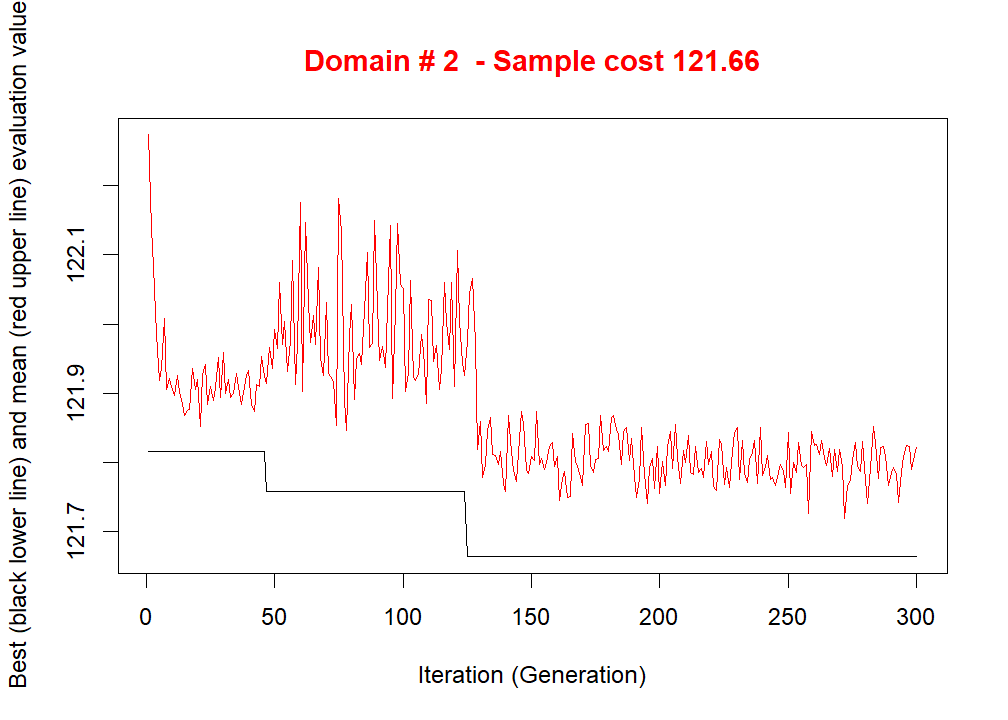 Domain # 2  - Sample cost 121.66
Best (black lower line) and mean (red upper line) evaluation value
122.1
121.9
121.7
0 50 100 150 200 250 300
Iteration (Generation)